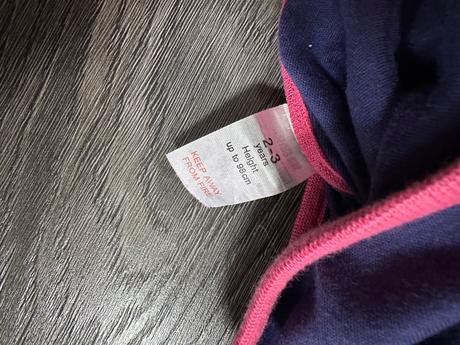 2-3
years
Height
up to 98cm
KEEP AWAY
FROM FIRE